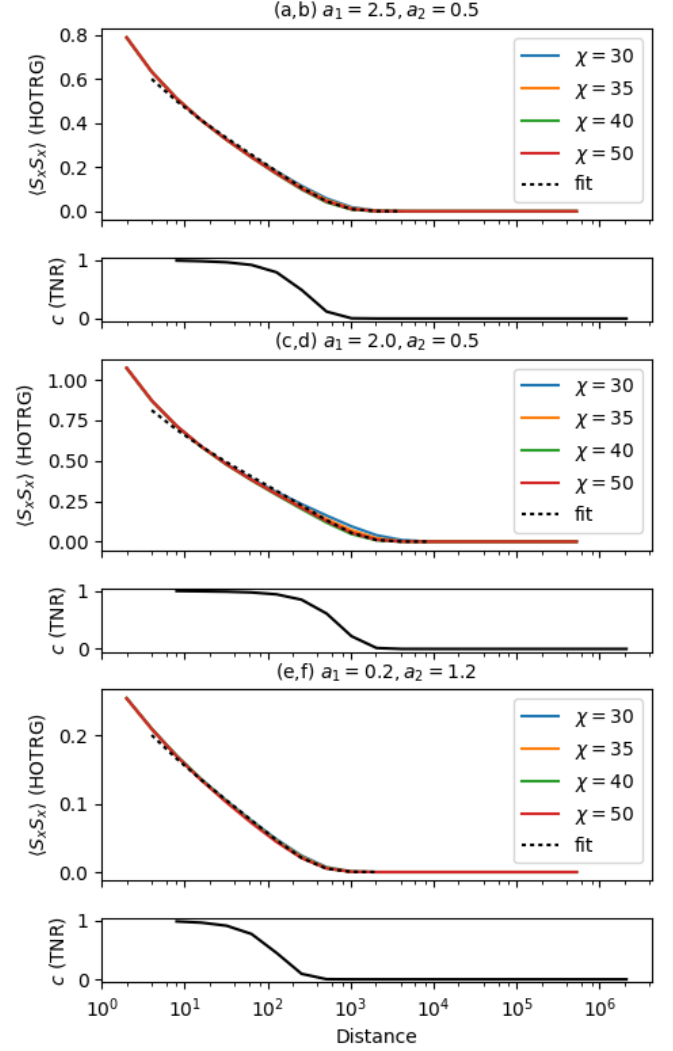 (a,b) a₁ = 2.5, a₂ = 0.5
⟨SₓSₓ⟩ (HOTRG)
0.8
0.6
0.4
0.2
0.0
χ = 30
χ = 35
χ = 40
χ = 50
fit
c (TNR)
1
0
(c,d) a₁ = 2.0, a₂ = 0.5
⟨SₓSₓ⟩ (HOTRG)
1.00
0.75
0.50
0.25
0.00
χ = 30
χ = 35
χ = 40
χ = 50
fit
c (TNR)
1
0
(e,f) a₁ = 0.2, a₂ = 1.2
⟨SₓSₓ⟩ (HOTRG)
0.2
0.1
0.0
χ = 30
χ = 35
χ = 40
χ = 50
fit
c (TNR)
1
0
10⁰ 10¹ 10² 10³ 10⁴ 10⁵ 10⁶
Distance